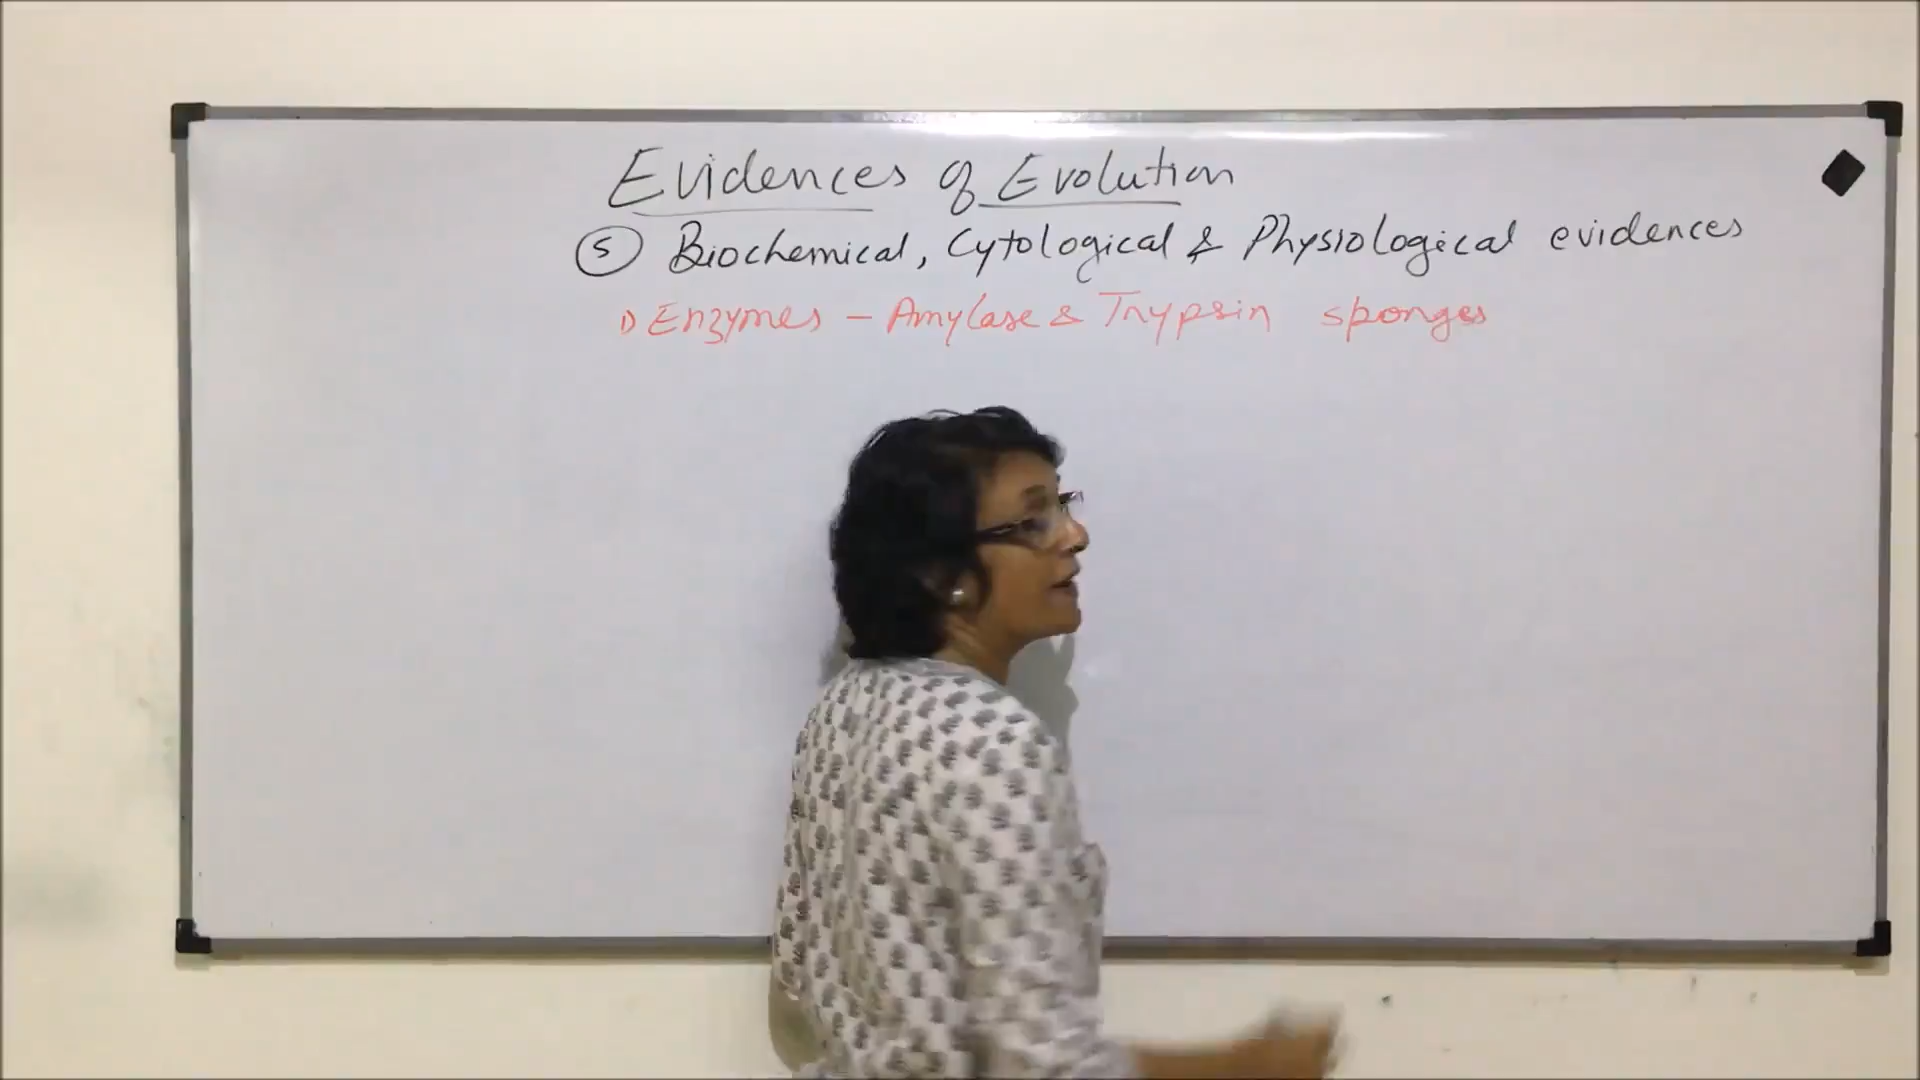 Evidences of Evolution
5 Biochemical, Cytological & Physiological evidences
1) Enzymes - Amylase & Trypsin sponges